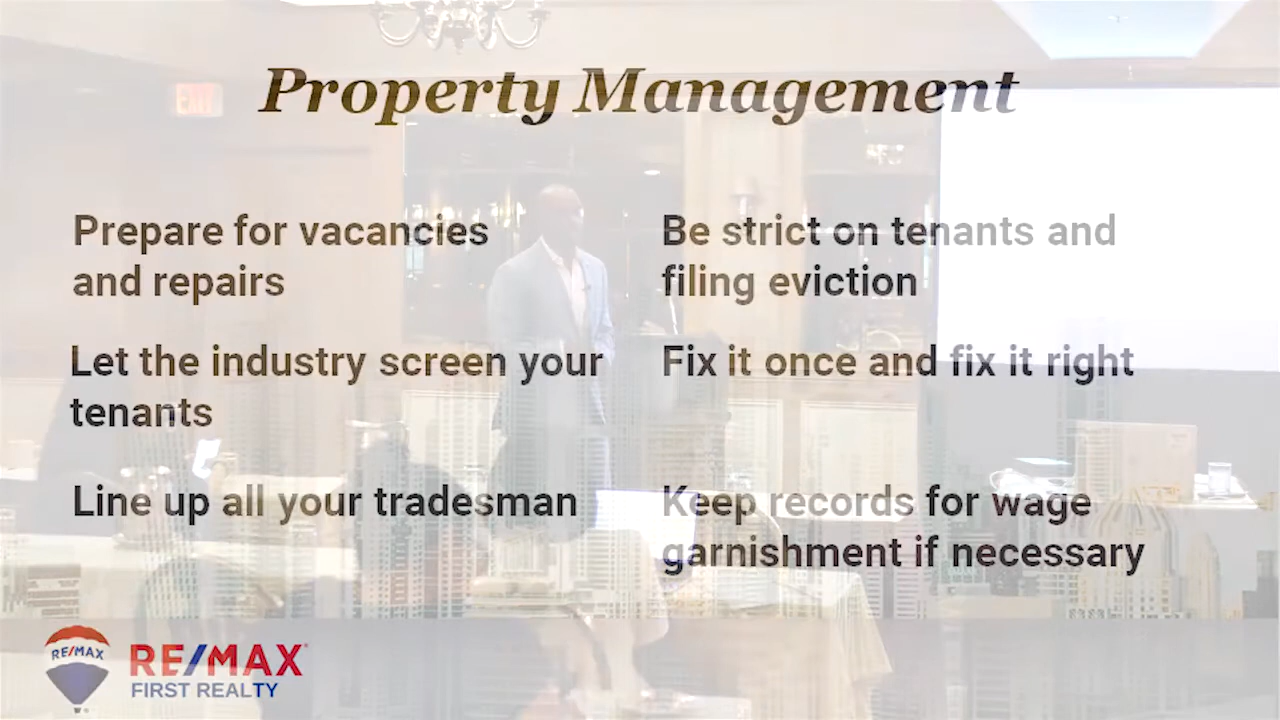 Property Management
EXIT
Prepare for vacancies
and repairs
Let the industry screen your
tenants
Line up all your tradesman
Be strict on tenants and
filing eviction
Fix it once and fix it right
Keep records for wage
garnishment if necessary
RE/MAX
RE/MAX
FIRST REALTY